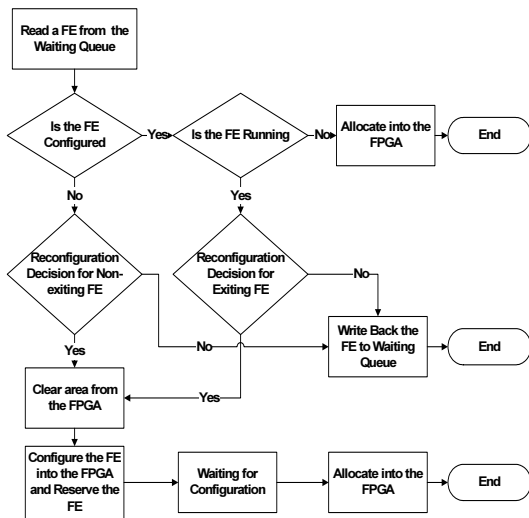 Read a FE from the
Waiting Queue
Is the FE
Configured
Yes
Is the FE Running
No
Allocate into the
FPGA
End
No
Yes
Reconfiguration
Decision for Non-
exiting FE
Reconfiguration
Decision for
Exiting FE
No
Write Back the
FE to Waiting
Queue
End
No
Yes
Clear area from
the FPGA
Yes
Configure the FE
into the FPGA
and Reserve the
FE
Waiting for
Configuration
Allocate into the
FPGA
End